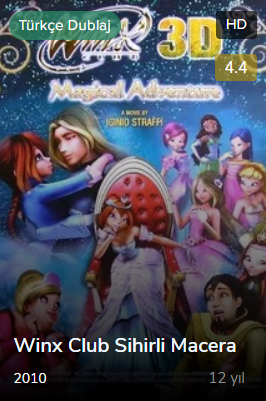 Türkçe Dublaj
HD
Winx
CLUB
3D
4.4
Magical Adventure
A MOVIE BY
IGINIO STRAFFI
Winx Club Sihirli Macera
2010
12 yıl